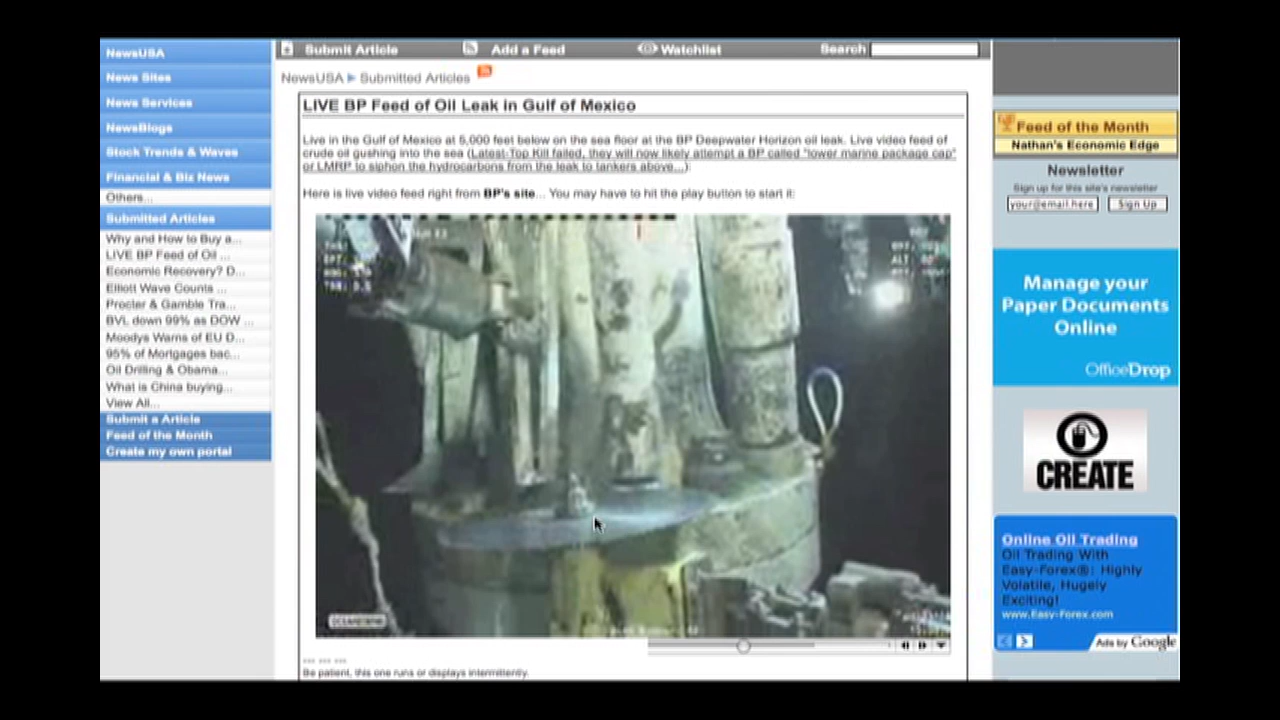 NewsUSA
News Sites
News Services
NewsBlogs
Stock Trends & Waves
Financial & Biz News
Others...
Submitted Articles
Why and How to Buy a...
LIVE BP Feed of Oil ...
Economic Recovery? D...
Elliott Wave Counts ...
Procter & Gamble Tra...
BVL down 99% as DOW ...
Moodys Warns of EU D...
95% of Mortgages bac...
Oil Drilling & Obama...
What is China buying...
View All...
Submit a Article
Feed of the Month
Create my own portal
Submit Article Add a Feed Watchlist Search
NewsUSA Submitted Articles
LIVE BP Feed of Oil Leak in Gulf of Mexico
Live in the Gulf of Mexico at 5,000 feet below on the sea floor at the BP Deepwater Horizon oil leak. Live video feed of
crude oil gushing into the sea (Latest-Top Kill failed, they will now likely attempt a BP called "lower marine package cap"
or LMRP to siphon the hydrocarbons from the leak to tankers above...):
Here is live video feed right from BP's site... You may have to hit the play button to start it:
*** *** ***
Be patient, this one runs or displays intermittently.
Feed of the Month
Nathan's Economic Edge
Newsletter
Sign up for this site's newsletter
your@email.here Sign Up
Manage your
Paper Documents
Online
OfficeDrop
CREATE
Online Oil Trading
Oil Trading With
Easy-Forex®: Highly
Volatile, Hugely
Exciting!
www.Easy-Forex.com
Ads by Google